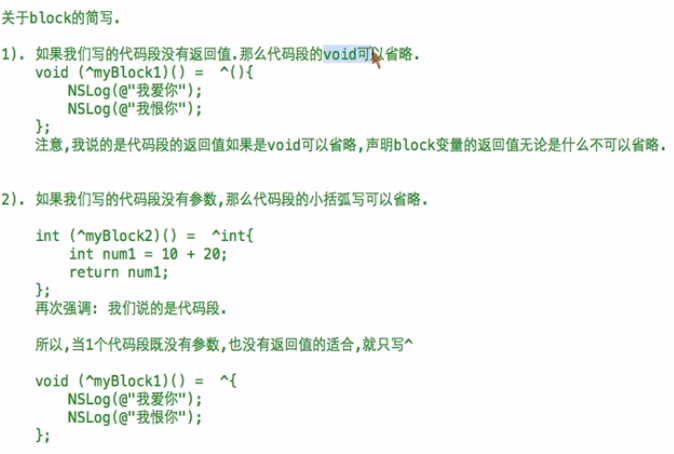 关于block的简写.
1). 如果我们写的代码段没有返回值.那么代码段的void可以省略.
void (^myBlock1)() = ^(){
NSLog(@"我爱你");
NSLog(@"我恨你");
};
注意,我说的是代码段的返回值如果是void可以省略,声明block变量的返回值无论是什么不可以省略.
2). 如果我们写的代码段没有参数,那么代码段的小括弧写可以省略.
int (^myBlock2)() = ^int{
int num1 = 10 + 20;
return num1;
};
再次强调: 我们说的是代码段.
所以,当1个代码段既没有参数,也没有返回值的适合,就只写^
void (^myBlock1)() = ^{
NSLog(@"我爱你");
NSLog(@"我恨你");
};